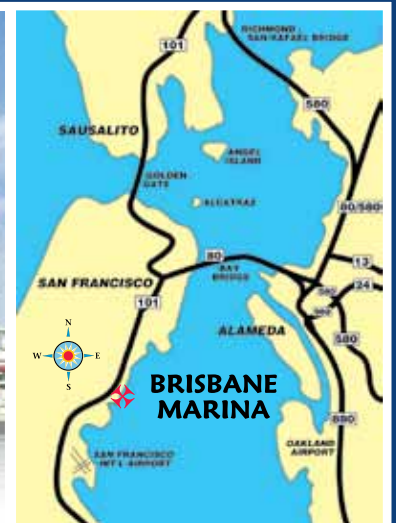 RICHMOND
SAN RAFAEL BRIDGE
101
580
SAUSALITO
ANGEL
ISLAND
GOLDEN
GATE
ALCATRAZ
80/580
80
BAY
BRIDGE
13
24
SAN FRANCISCO
101
580
ALAMEDA
580
N
W
E
S
BRISBANE
MARINA
880
OAKLAND
AIRPORT
SAN FRANCISCO
INT'L AIRPORT